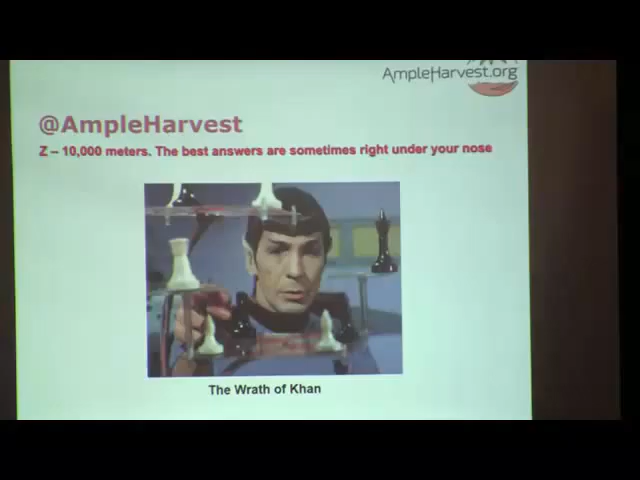 AmpleHarvest.org
@AmpleHarvest
Z – 10,000 meters. The best answers are sometimes right under your nose
The Wrath of Khan